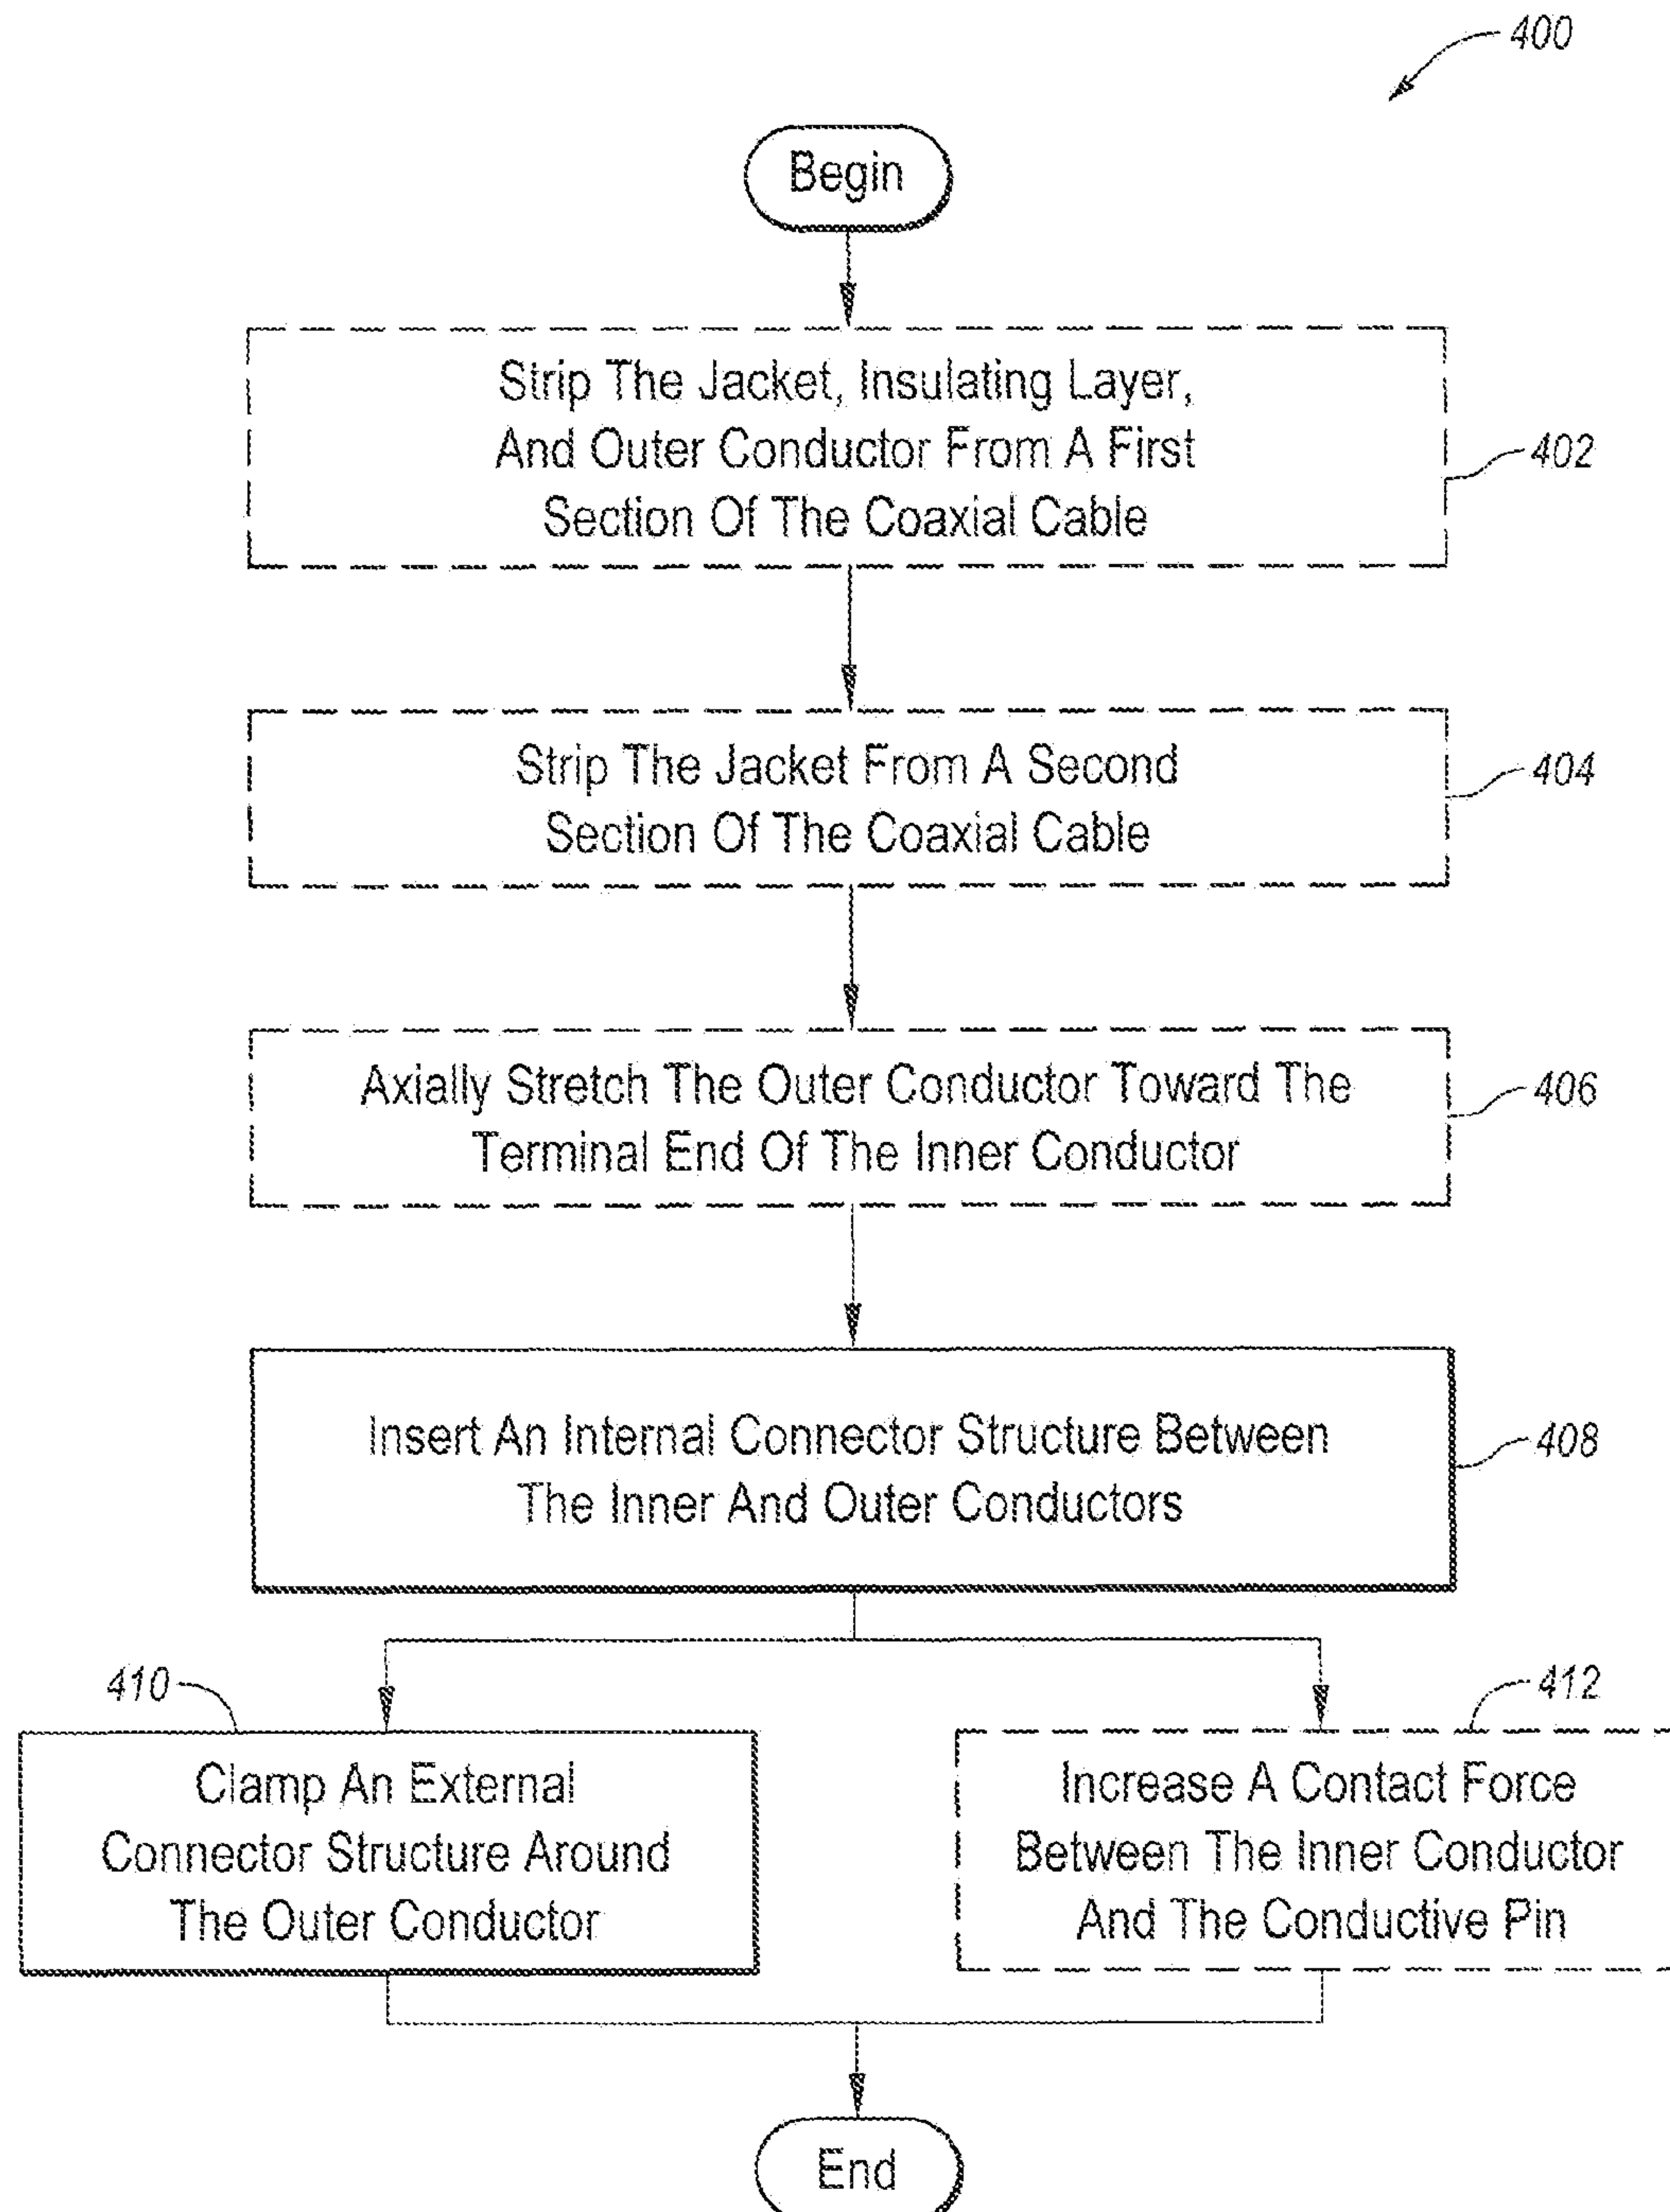 400
Begin
Strip The Jacket, Insulating Layer,
And Outer Conductor From A First
Section Of The Coaxial Cable
402
Strip The Jacket From A Second
Section Of The Coaxial Cable
404
Axially Stretch The Outer Conductor Toward The
Terminal End Of The Inner Conductor
406
Insert An Internal Connector Structure Between
The Inner And Outer Conductors
408
410
Clamp An External
Connector Structure Around
The Outer Conductor
412
Increase A Contact Force
Between The Inner Conductor
And The Conductive Pin
End